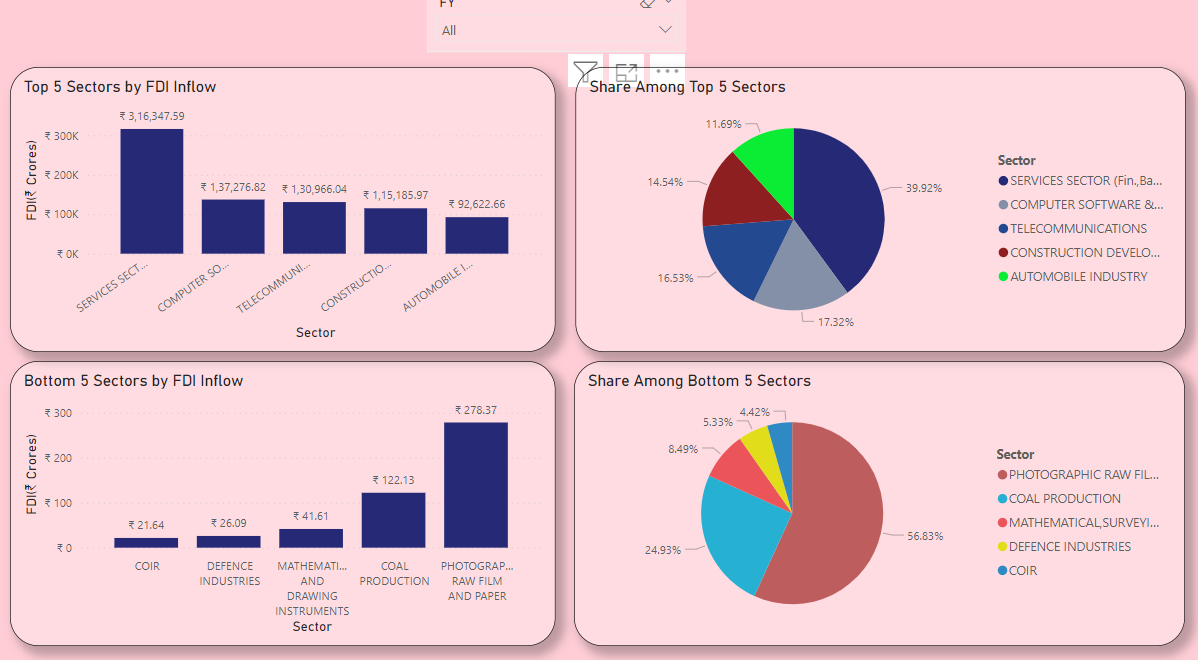 FY
All
Top 5 Sectors by FDI Inflow
FDI(₹ Crores)
₹ 300K
₹ 200K
₹ 100K
₹ 0K
₹ 3,16,347.59
₹ 1,37,276.82
₹ 1,30,966.04
₹ 1,15,185.97
₹ 92,622.66
SERVICES SECT...
COMPUTER SO...
TELECOMMUNI...
CONSTRUCTIO...
AUTOMOBILE I...
Sector
Share Among Top 5 Sectors
11.69%
14.54%
16.53%
17.32%
39.92%
Sector
SERVICES SECTOR (Fin.,Ba...
COMPUTER SOFTWARE &...
TELECOMMUNICATIONS
CONSTRUCTION DEVELO...
AUTOMOBILE INDUSTRY
Bottom 5 Sectors by FDI Inflow
FDI(₹ Crores)
₹ 300
₹ 200
₹ 100
₹ 0
₹ 21.64
₹ 26.09
₹ 41.61
₹ 122.13
₹ 278.37
COIR
DEFENCE
INDUSTRIES
MATHEMATI...
AND
DRAWING
INSTRUMENTS
COAL
PRODUCTION
PHOTOGRAP...
RAW FILM
AND PAPER
Sector
Share Among Bottom 5 Sectors
4.42%
5.33%
8.49%
24.93%
56.83%
Sector
PHOTOGRAPHIC RAW FIL...
COAL PRODUCTION
MATHEMATICAL,SURVEYI...
DEFENCE INDUSTRIES
COIR